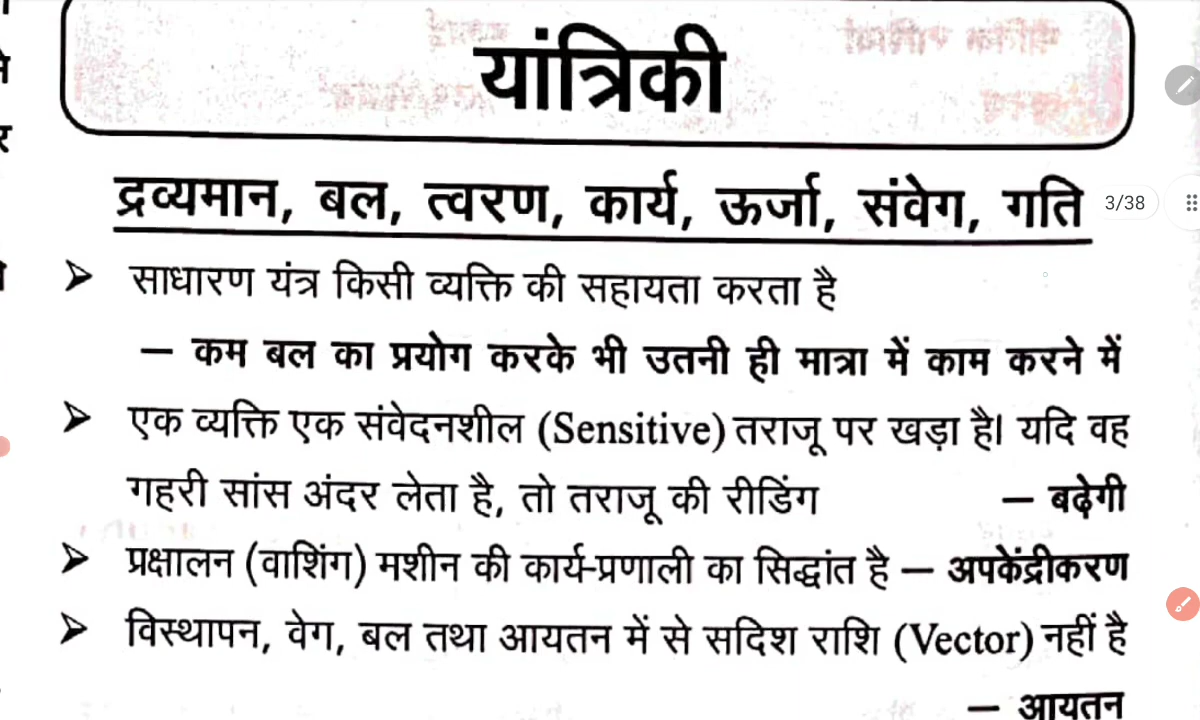 यांत्रिकी
द्रव्यमान, बल, त्वरण, कार्य, ऊर्जा, संवेग, गति
3/38
➢ साधारण यंत्र किसी व्यक्ति की सहायता करता है
– कम बल का प्रयोग करके भी उतनी ही मात्रा में काम करने में
➢ एक व्यक्ति एक संवेदनशील (Sensitive) तराजू पर खड़ा है। यदि वह
गहरी सांस अंदर लेता है, तो तराजू की रीडिंग – बढ़ेगी
➢ प्रक्षालन (वाशिंग) मशीन की कार्य-प्रणाली का सिद्धांत है – अपकेंद्रीकरण
➢ विस्थापन, वेग, बल तथा आयतन में से सदिश राशि (Vector) नहीं है
– आयतन